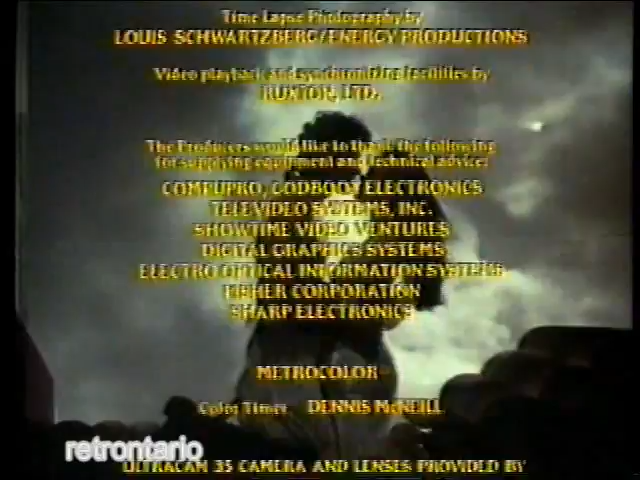 Time Lapse Photography by
LOUIS SCHWARTZBERG/ENERGY PRODUCTIONS
Video playback and synchronizing facilities by
RUXTON, LTD.
The Producers would like to thank the following
for supplying equipment and technical advice:
COMPUPRO, GODBOUT ELECTRONICS
TELEVIDEO SYSTEMS, INC.
SHOWTIME VIDEO VENTURES
DIGITAL GRAPHICS SYSTEMS
ELECTRO OPTICAL INFORMATION SYSTEMS
FISHER CORPORATION
SHARP ELECTRONICS
METROCOLOR
Color Timer DENNIS McNEILL
retrontario
ULTRACAM 35 CAMERA AND LENSES PROVIDED BY